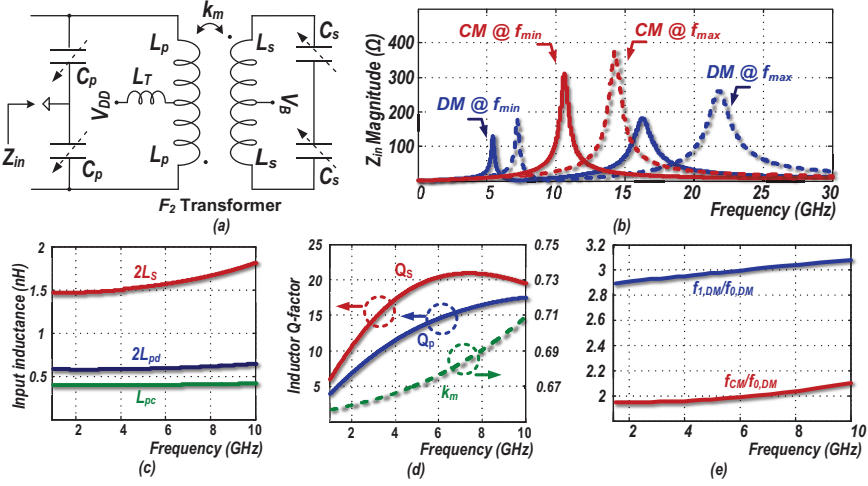 k_m
L_p
L_s
C_s
C_p
L_T
V_DD
V_B
Z_in
C_p
L_p
L_s
C_s
F_2 Transformer
(a)
Z_in Magnitude (Ω)
400
300
200
100
0
5
10
15
20
25
30
CM @ f_min
CM @ f_max
DM @ f_min
DM @ f_max
Frequency (GHz)
(b)
Input inductance (nH)
2
1.5
1
0.5
2
4
6
8
10
2L_S
2L_pd
L_pc
Frequency (GHz)
(c)
Inductor Q-factor
25
20
15
10
5
0.75
0.73
0.71
0.69
0.67
2
4
6
8
10
Q_S
Q_p
k_m
Frequency (GHz)
(d)
3.2
3
2.8
2.6
2.4
2.2
2
2
4
6
8
10
f_1,DM/f_0,DM
f_CM/f_0,DM
Frequency (GHz)
(e)